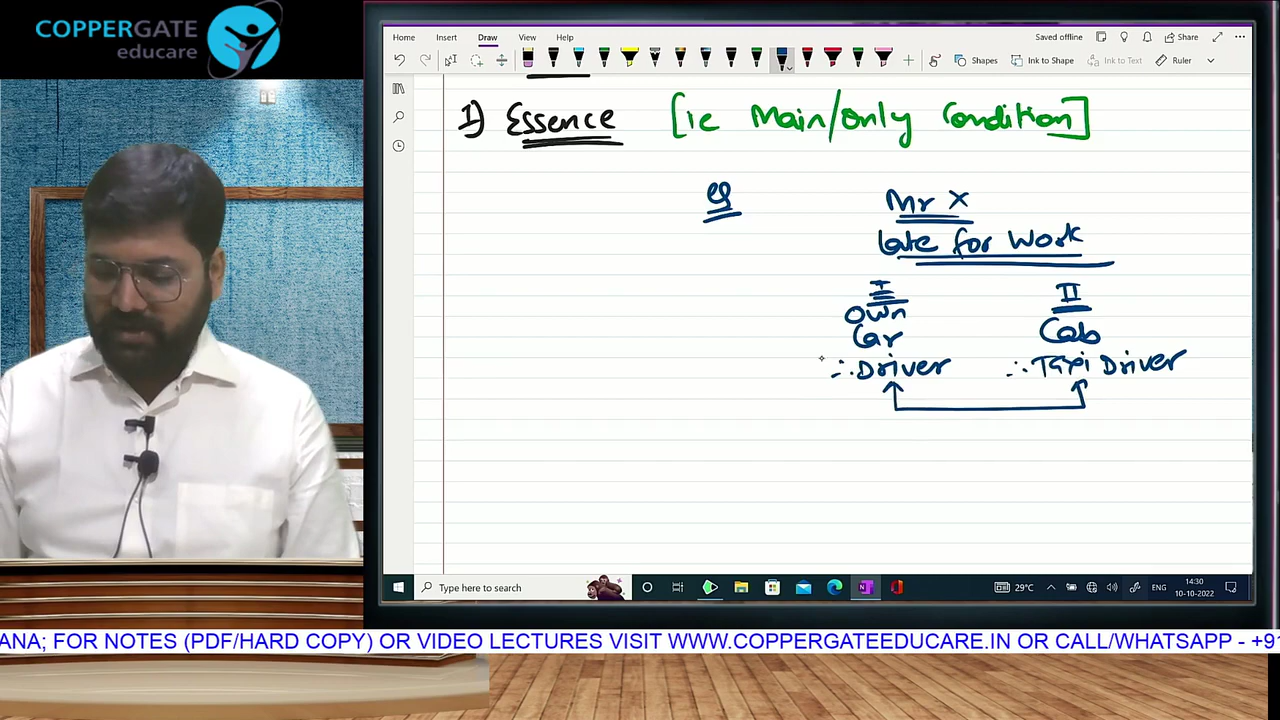 COPPERGATE
educare
Home Insert Draw View Help
Saved offline
Share
Shapes
Ink to Shape
Ink to Text
Ruler
I) Essence [ie Main/only Condition]
eg
Mr X
late for work
I
Own
Car
∴ Driver
II
Cab
∴ Taxi Driver
Type here to search
29°C
ENG
14:30
10-10-2022
ANA; FOR NOTES (PDF/HARD COPY) OR VIDEO LECTURES VISIT WWW.COPPERGATEEDUCARE.IN OR CALL/WHATSAPP - +91